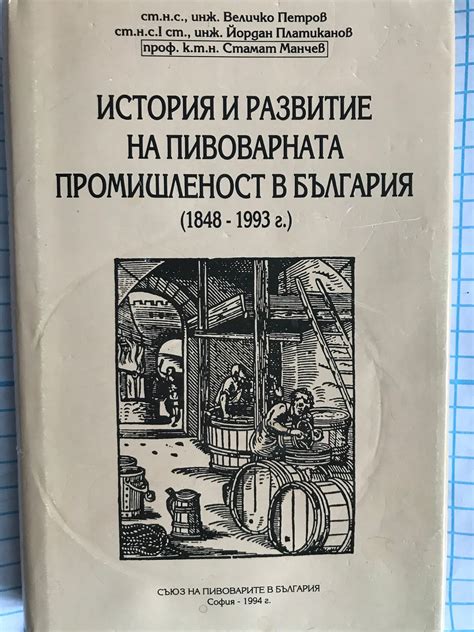 ст.н.с., инж. Величко Петров
ст.н.с.I ст., инж. Йордан Платиканов
проф. к.т.н. Стамат Манчев
ИСТОРИЯ И РАЗВИТИЕ
НА ПИВОВАРНАТА
ПРОМИШЛЕНОСТ В БЪЛГАРИЯ
(1848 - 1993 г.)
СЪЮЗ НА ПИВОВАРИТЕ В БЪЛГАРИЯ
София - 1994 г.